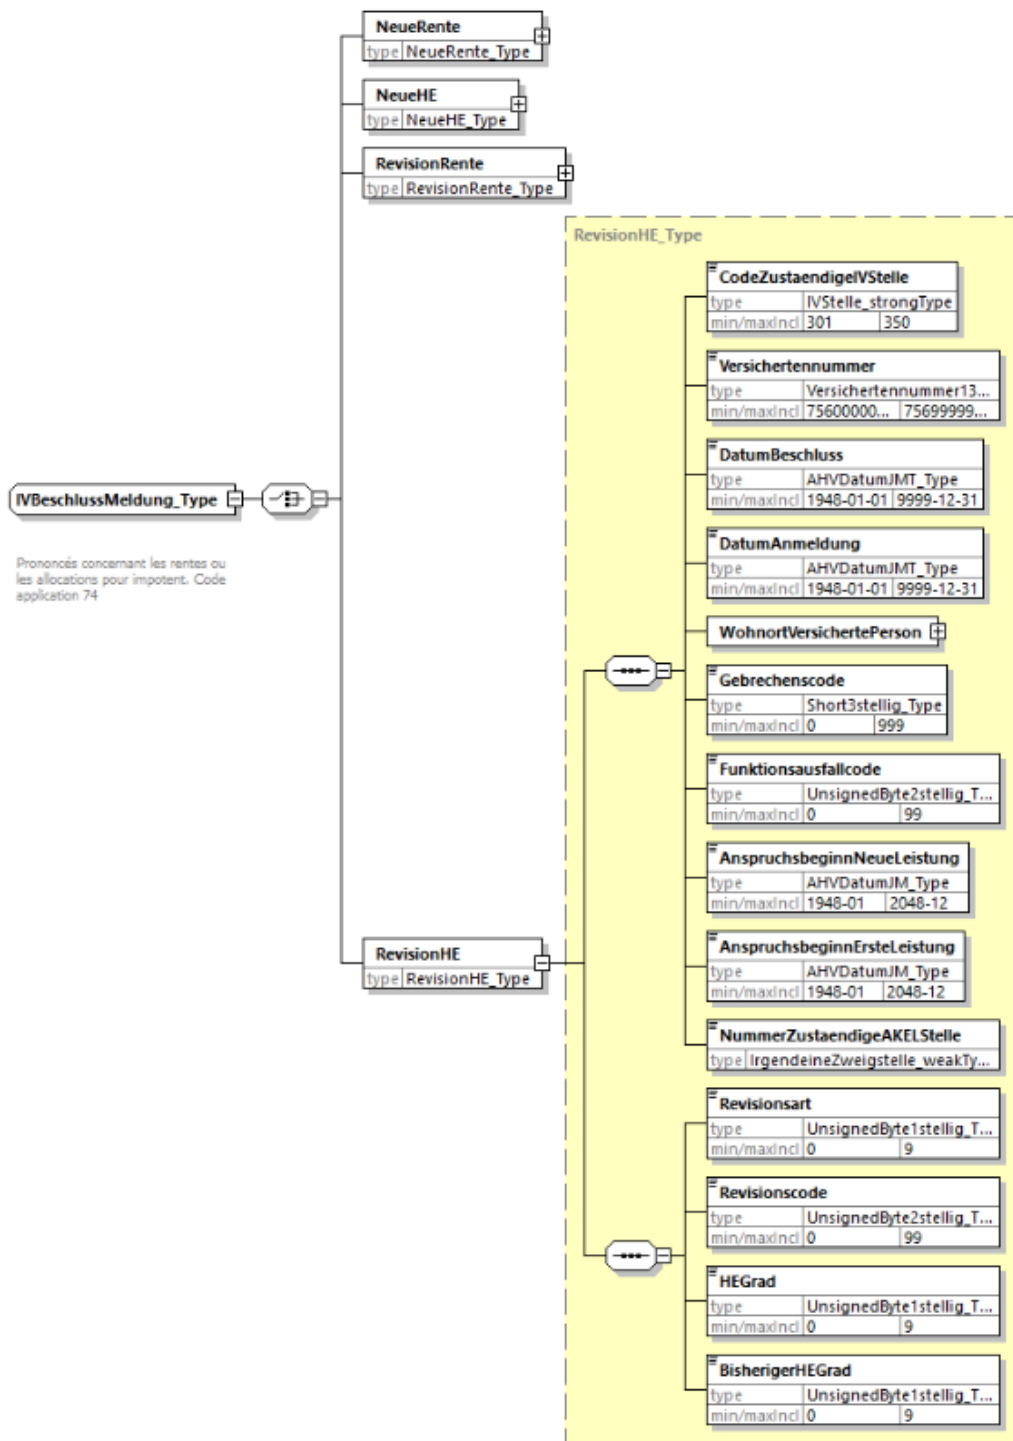 NeueRente
type NeueRente_Type
NeueHE
type NeueHE_Type
RevisionRente
type RevisionRente_Type
RevisionHE_Type
CodeZustaendigeIVStelle
type IVStelle_strongType
min/maxIncl 301 350
Versichertennummer
type Versichertennummer13...
min/maxIncl 75600000... 75699999...
DatumBeschluss
type AHVDatumJMT_Type
min/maxIncl 1948-01-01 9999-12-31
IVBeschlussMeldung_Type
Prononcés concernant les rentes ou
les allocations pour impotent. Code
application 74
DatumAnmeldung
type AHVDatumJMT_Type
min/maxIncl 1948-01-01 9999-12-31
WohnortVersichertePerson
Gebrechenscode
type Short3stellig_Type
min/maxIncl 0 999
Funktionsausfallcode
type UnsignedByte2stellig_T...
min/maxIncl 0 99
AnspruchsbeginnNeueLeistung
type AHVDatumJM_Type
min/maxIncl 1948-01 2048-12
RevisionHE
type RevisionHE_Type
AnspruchsbeginnErsteLeistung
type AHVDatumJM_Type
min/maxIncl 1948-01 2048-12
NummerZustaendigeAKELStelle
type IrgendeineZweigstelle_weakTy...
Revisionsart
type UnsignedByte1stellig_T...
min/maxIncl 0 9
Revisionscode
type UnsignedByte2stellig_T...
min/maxIncl 0 99
HEGrad
type UnsignedByte1stellig_T...
min/maxIncl 0 9
BisherigerHEGrad
type UnsignedByte1stellig_T...
min/maxIncl 0 9